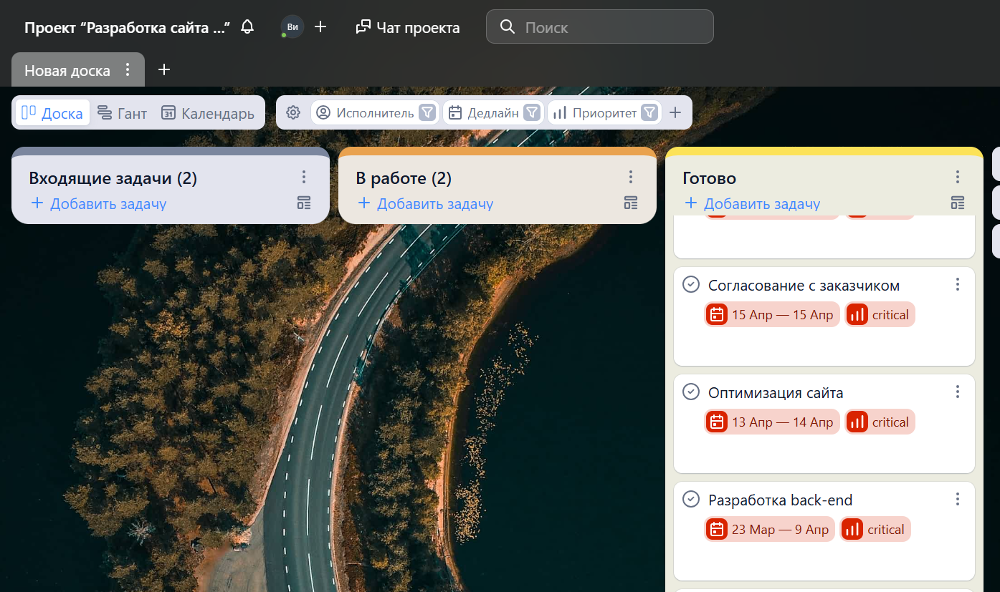 Проект “Разработка сайта ...”
Ви
Чат проекта
Поиск
Новая доска
Доска
Гант
31
Календарь
Исполнитель
Дедлайн
Приоритет
Входящие задачи (2)
Добавить задачу
В работе (2)
Добавить задачу
Готово
Добавить задачу
Согласование с заказчиком
15 Апр — 15 Апр
critical
Оптимизация сайта
13 Апр — 14 Апр
critical
Разработка back-end
23 Мар — 9 Апр
critical